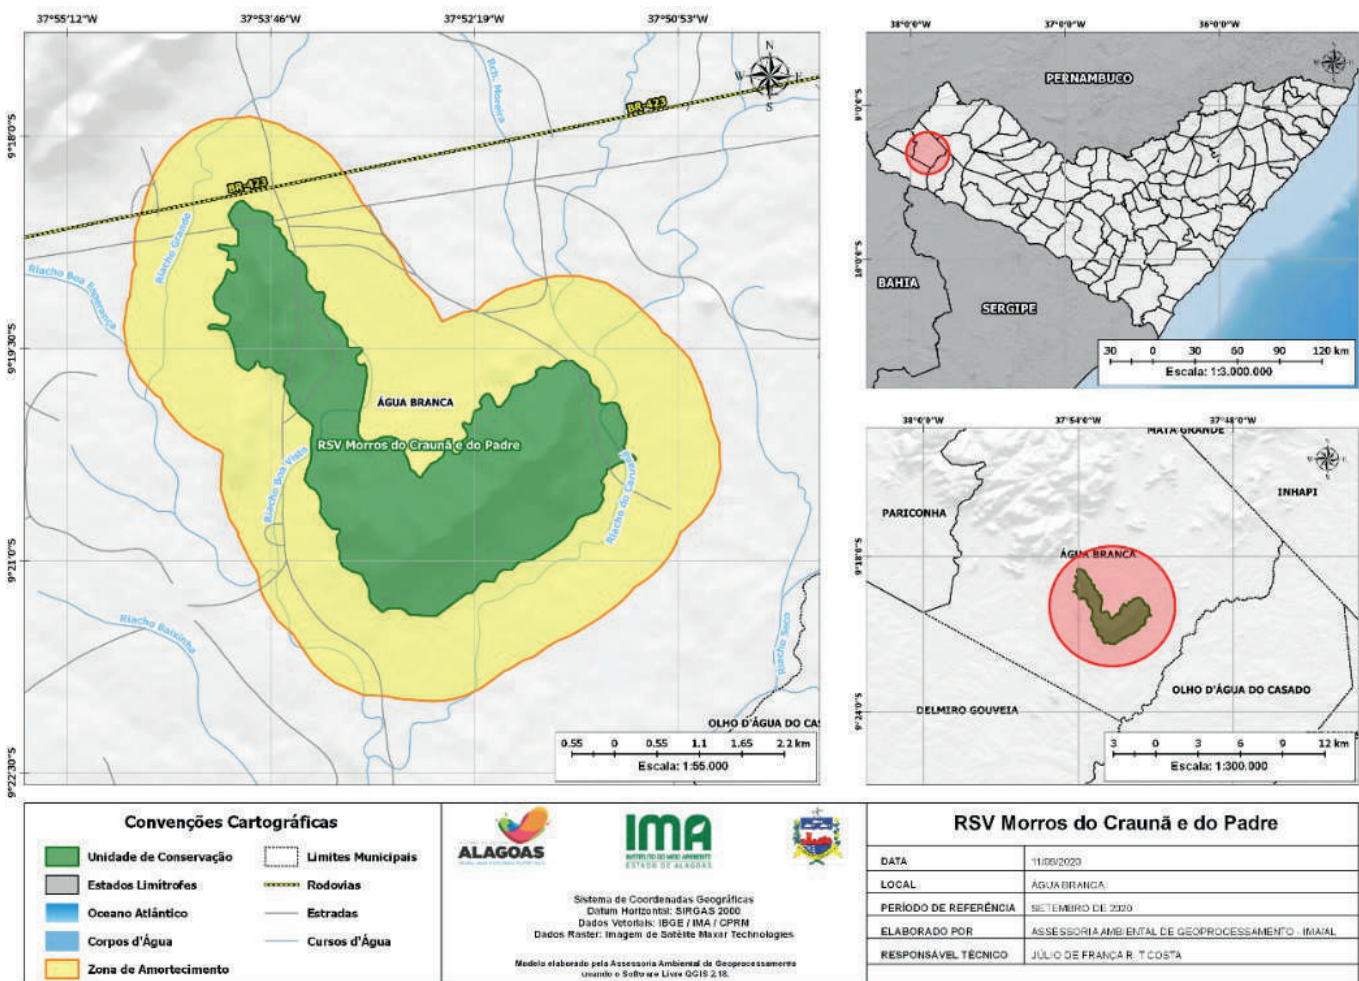 37°55'12"W
37°53'46"W
37°52'19"W
37°50'53"W
9°18'0"S
9°19'30"S
9°21'0"S
9°22'30"S
N
W
E
S
BR-423
BR-423
Rch. Moreira
Riacho Grande
Riacho Boa Esperança
ÁGUA BRANCA
RSV Morros do Craunã e do Padre
Riacho Boa Vista
Riacho do Caraunã
Riacho Baixinha
Riacho Seco
OLHO D'ÁGUA DO CAS
0.55 0 0.55 1.1 1.65 2.2 km
Escala: 1:55.000
38°0'0"W
37°0'0"W
36°0'0"W
9°0'0"S
10°0'0"S
PERNAMBUCO
BAHIA
SERGIPE
30 0 30 60 90 120 km
Escala: 1:3.000.000
38°0'0"W
37°54'0"W
37°48'0"W
9°18'0"S
9°24'0"S
MATA GRANDE
INHAPI
PARICONHA
ÁGUA BRANCA
OLHO D'ÁGUA DO CASADO
DELMIRO GOUVEIA
3 0 3 6 9 12 km
Escala: 1:300.000
Convenções Cartográficas
Unidade de Conservação
Estados Limítrofes
Oceano Atlântico
Corpos d'Água
Zona de Amortecimento
Limites Municipais
Rodovias
Estradas
Cursos d'Água
ALAGOAS
IMA
INSTITUTO DO MEIO AMBIENTE
ESTADO DE ALAGOAS
Sistema de Coordenadas Geográficas
Datum Horizontal: SIRGAS 2000
Dados Vetoriais: IBGE / IMA / CPRM
Dados Raster: Imagem de Satélite Maxar Technologies
Modelo elaborado pela Assessoria Ambiental de Geoprocessamento
usando o Software Livre QGIS 2.18.
RSV Morros do Craunã e do Padre
DATA
LOCAL ÁGUA BRANCA
PERÍODO DE REFERÊNCIA SETEMBRO DE 2020
ELABORADO POR ASSESSORIA AMBIENTAL DE GEOPROCESSAMENTO - IMA/AL
RESPONSÁVEL TÉCNICO JÚLIO DE FRANÇA R. T COSTA